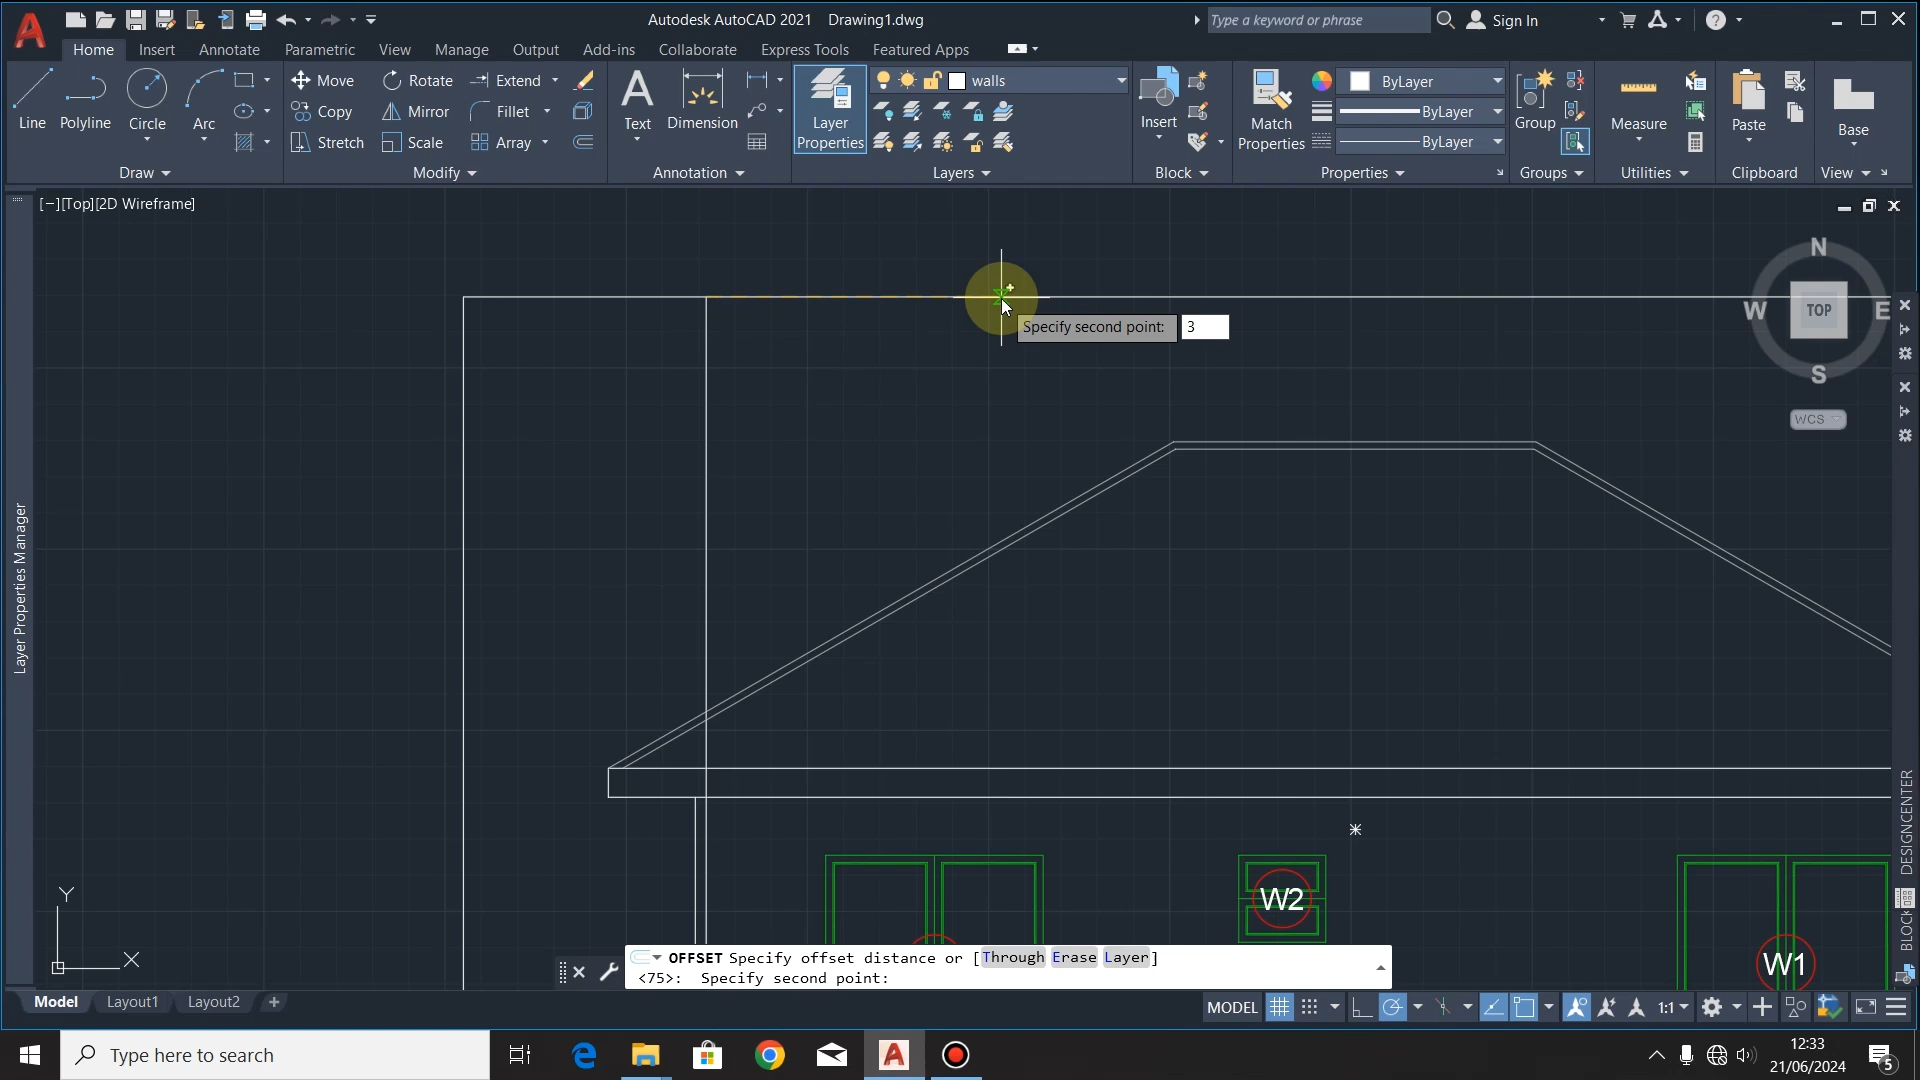 Autodesk AutoCAD 2021 Drawing1.dwg
Type a keyword or phrase
Sign In
Home Insert Annotate Parametric View Manage Output Add-ins Collaborate Express Tools Featured Apps
Line
Polyline
Circle
Arc
Draw
Move Rotate Extend
Copy Mirror Fillet
Stretch Scale Array
Modify
Text
Dimension
Annotation
Layer
Properties
walls
Layers
Insert
Block
Match
Properties
ByLayer
ByLayer
ByLayer
Properties
Group
Groups
Measure
Utilities
Paste
Clipboard
Base
View
[−][Top][2D Wireframe]
N
W TOP E
S
WCS
Specify second point: 3
Layer Properties Manager
DESIGNCENTER
BLOCK
W2
W1
Y
X
OFFSET Specify offset distance or [Through Erase Layer]
<75>: Specify second point:
Model Layout1 Layout2
MODEL
1:1
Type here to search
12:33
21/06/2024
5